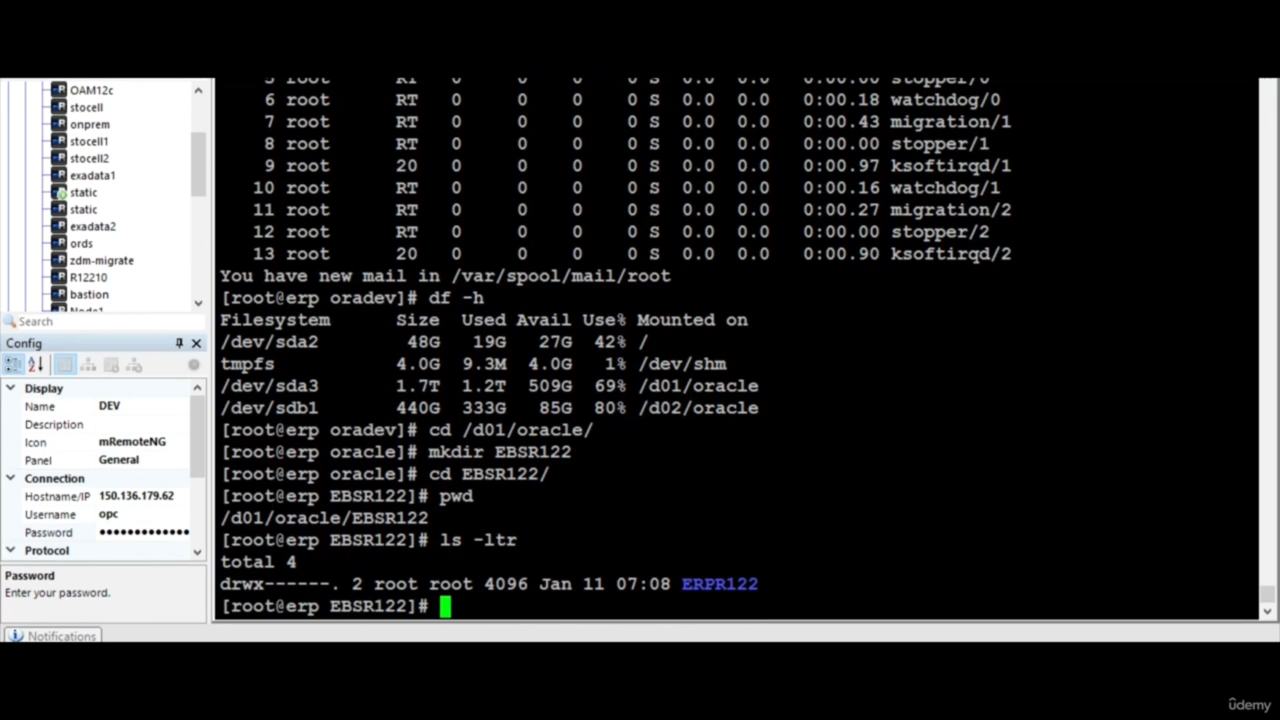 OAM12c
stocell
onprem
stocell1
stocell2
exadata1
static
static
exadata2
ords
zdm-migrate
R12210
bastion
Node1
Search
Config
Display
Name DEV
Description
Icon mRemoteNG
Panel General
Connection
Hostname/IP 150.136.179.62
Username opc
Password ●●●●●●●●●●●●●
Protocol
Password
Enter your password.
Notifications
5 root RT 0 0 0 S 0.0 0.0 0:00.00 stopper/0
6 root RT 0 0 0 S 0.0 0.0 0:00.18 watchdog/0
7 root RT 0 0 0 S 0.0 0.0 0:00.43 migration/1
8 root RT 0 0 0 S 0.0 0.0 0:00.00 stopper/1
9 root 20 0 0 0 S 0.0 0.0 0:00.97 ksoftirqd/1
10 root RT 0 0 0 S 0.0 0.0 0:00.16 watchdog/1
11 root RT 0 0 0 S 0.0 0.0 0:00.27 migration/2
12 root RT 0 0 0 S 0.0 0.0 0:00.00 stopper/2
13 root 20 0 0 0 S 0.0 0.0 0:00.90 ksoftirqd/2
You have new mail in /var/spool/mail/root
[root@erp oradev]# df -h
Filesystem Size Used Avail Use% Mounted on
/dev/sda2 48G 19G 27G 42% /
tmpfs 4.0G 9.3M 4.0G 1% /dev/shm
/dev/sda3 1.7T 1.2T 509G 69% /d01/oracle
/dev/sdb1 440G 333G 85G 80% /d02/oracle
[root@erp oradev]# cd /d01/oracle/
[root@erp oracle]# mkdir EBSR122
[root@erp oracle]# cd EBSR122/
[root@erp EBSR122]# pwd
/d01/oracle/EBSR122
[root@erp EBSR122]# ls -ltr
total 4
drwx------. 2 root root 4096 Jan 11 07:08 ERPR122
[root@erp EBSR122]#
ûdemy